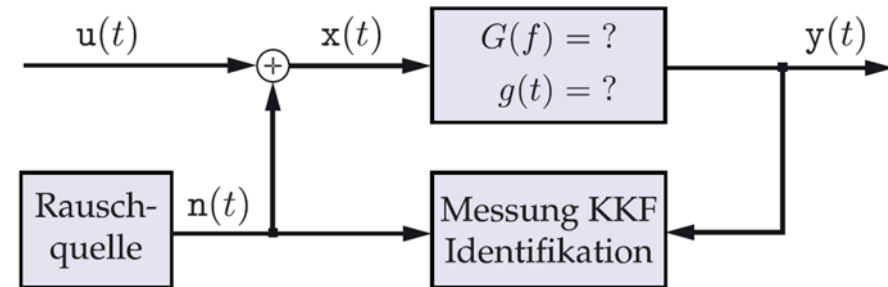 u(t)
x(t)
G(f) = ?
g(t) = ?
y(t)
Rausch-
quelle
n(t)
Messung KKF
Identifikation